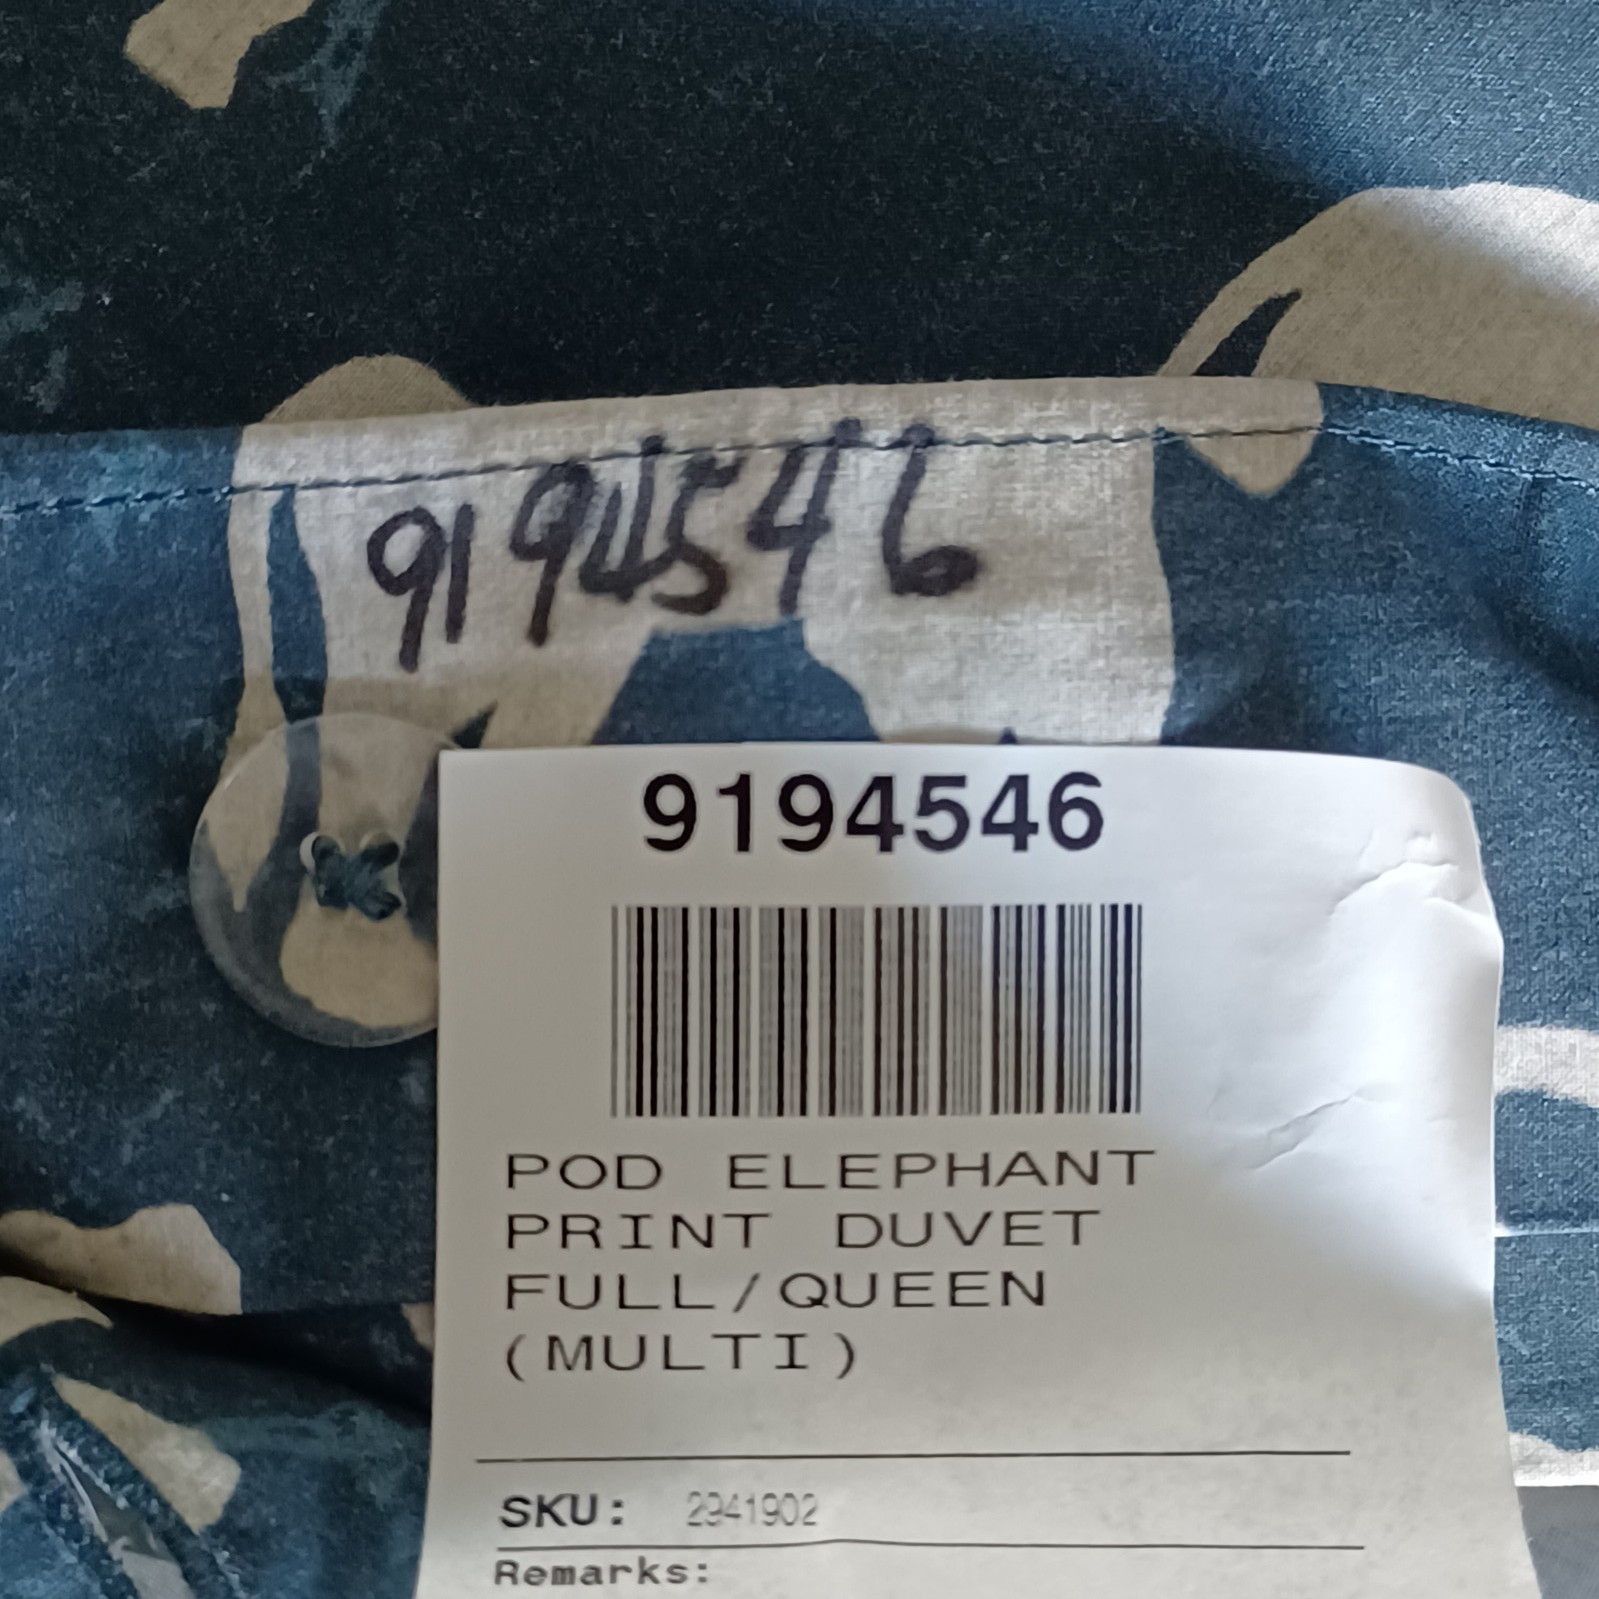 9194546
9194546
POD ELEPHANT
PRINT DUVET
FULL/QUEEN
(MULTI)
SKU: 2941902
Remarks: